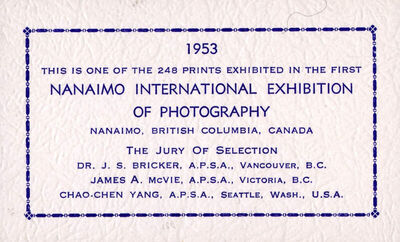 1953
THIS IS ONE OF THE 248 PRINTS EXHIBITED IN THE FIRST
NANAIMO INTERNATIONAL EXHIBITION
OF PHOTOGRAPHY
NANAIMO, BRITISH COLUMBIA, CANADA
THE JURY OF SELECTION
DR. J. S. BRICKER, A.P.S.A., VANCOUVER, B.C.
JAMES A. McVIE, A.P.S.A., VICTORIA, B.C.
CHAO-CHEN YANG, A.P.S.A., SEATTLE, WASH., U.S.A.